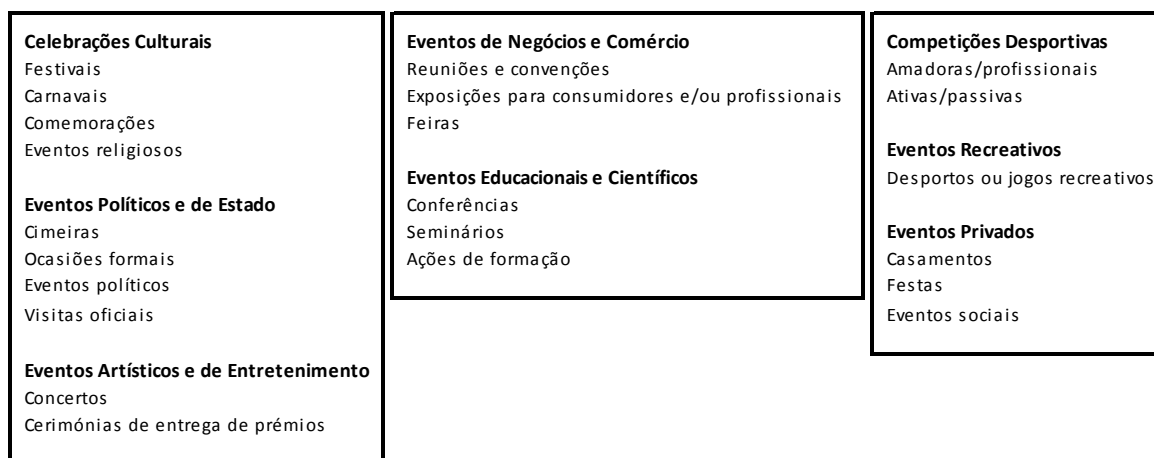 Celebrações Culturais
Festivais
Carnavais
Comemorações
Eventos religiosos
Eventos Políticos e de Estado
Cimeiras
Ocasiões formais
Eventos políticos
Visitas oficiais
Eventos Artísticos e de Entretenimento
Concertos
Cerimónias de entrega de prémios
Eventos de Negócios e Comércio
Reuniões e convenções
Exposições para consumidores e/ou profissionais
Feiras
Eventos Educacionais e Científicos
Conferências
Seminários
Ações de formação
Competições Desportivas
Amadoras/profissionais
Ativas/passivas
Eventos Recreativos
Desportos ou jogos recreativos
Eventos Privados
Casamentos
Festas
Eventos sociais